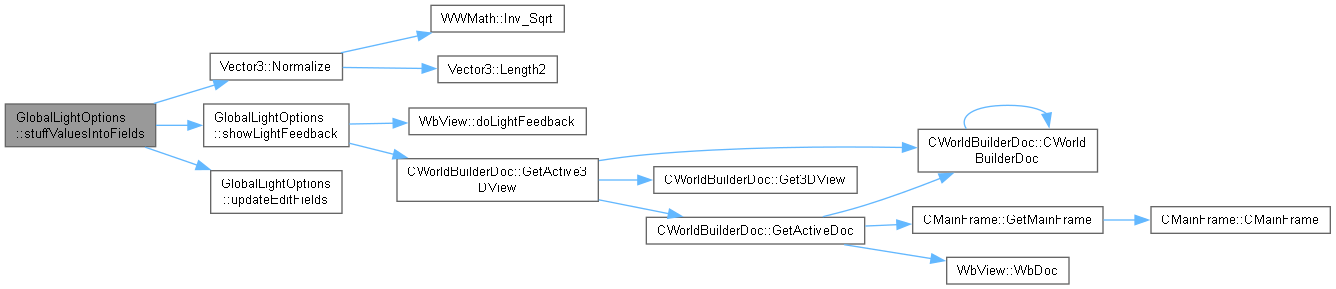 WWMath::Inv_Sqrt
Vector3::Normalize
Vector3::Length2
GlobalLightOptions
::stuffValuesIntoFields
GlobalLightOptions
::showLightFeedback
WbView::doLightFeedback
CWorldBuilderDoc::CWorld
BuilderDoc
CWorldBuilderDoc::GetActive3
DView
CWorldBuilderDoc::Get3DView
GlobalLightOptions
::updateEditFields
CWorldBuilderDoc::GetActiveDoc
CMainFrame::GetMainFrame
CMainFrame::CMainFrame
WbView::WbDoc